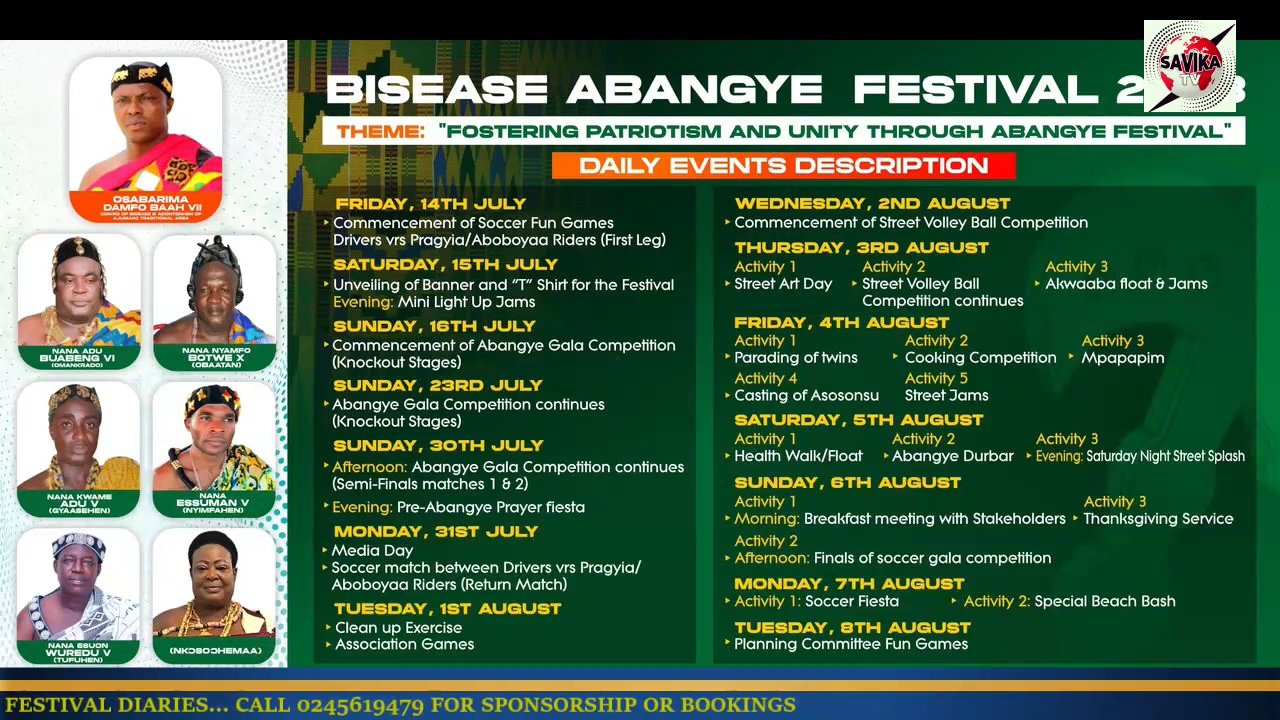 SAVIKA
TV
BISEASE ABANGYE FESTIVAL
THEME: "FOSTERING PATRIOTISM AND UNITY THROUGH ABANGYE FESTIVAL"
DAILY EVENTS DESCRIPTION
OSABARIMA
DAMFO BAAH VII
NANA ADU
BUABENG VI
(OMANKRADO)
NANA NYAMFO
BOTWE X
(OBAATAN)
NANA KWAME
ADU V
(GYAASEHEN)
NANA
ESSUMAN V
(NYIMFAHEN)
NANA ESUON
WUREDU V
(TUFUHEN)
(NKƆSOƆHEMAA)
FRIDAY, 14TH JULY
Commencement of Soccer Fun Games
Drivers vrs Pragyia/Aboboyaa Riders (First Leg)
SATURDAY, 15TH JULY
Unveiling of Banner and “T” Shirt for the Festival
Evening: Mini Light Up Jams
SUNDAY, 16TH JULY
Commencement of Abangye Gala Competition
(Knockout Stages)
SUNDAY, 23RD JULY
Abangye Gala Competition continues
(Knockout Stages)
SUNDAY, 30TH JULY
Afternoon: Abangye Gala Competition continues
(Semi-Finals matches 1 & 2)
Evening: Pre-Abangye Prayer fiesta
MONDAY, 31ST JULY
Media Day
Soccer match between Drivers vrs Pragyia/
Aboboyaa Riders (Return Match)
TUESDAY, 1ST AUGUST
Clean up Exercise
Association Games
WEDNESDAY, 2ND AUGUST
Commencement of Street Volley Ball Competition
THURSDAY, 3RD AUGUST
Activity 1 Activity 2 Activity 3
Street Art Day Street Volley Ball Akwaaba float & Jams
Competition continues
FRIDAY, 4TH AUGUST
Activity 1 Activity 2 Activity 3
Parading of twins Cooking Competition Mpapapim
Activity 4 Activity 5
Casting of Asosonsu Street Jams
SATURDAY, 5TH AUGUST
Activity 1 Activity 2 Activity 3
Health Walk/Float Abangye Durbar Evening: Saturday Night Street Splash
SUNDAY, 6TH AUGUST
Activity 1 Activity 3
Morning: Breakfast meeting with Stakeholders Thanksgiving Service
Activity 2
Afternoon: Finals of soccer gala competition
MONDAY, 7TH AUGUST
Activity 1: Soccer Fiesta Activity 2: Special Beach Bash
TUESDAY, 8TH AUGUST
Planning Committee Fun Games
FESTIVAL DIARIES... CALL 0245619479 FOR SPONSORSHIP OR BOOKINGS